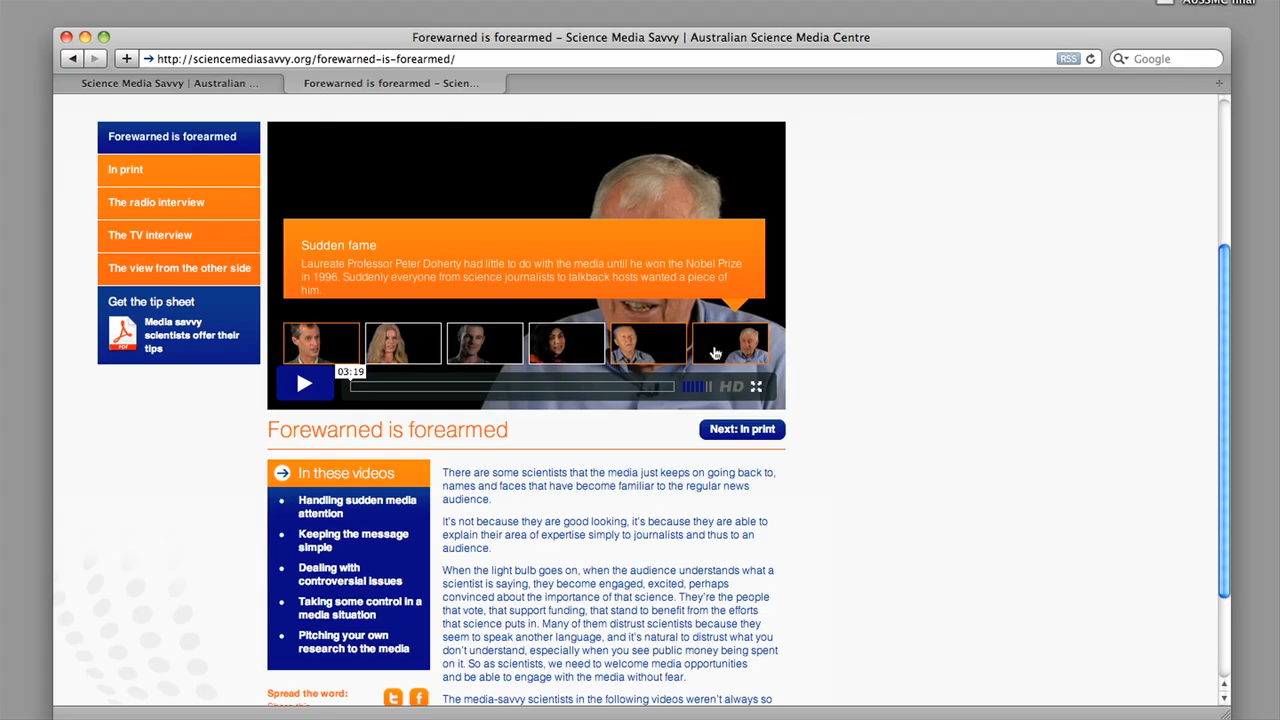 AUSSMC final
Forewarned is forearmed – Science Media Savvy | Australian Science Media Centre
http://sciencemediasavvy.org/forewarned-is-forearmed/
RSS
Google
Science Media Savvy | Australian ...
Forewarned is forearmed – Scien...
Forewarned is forearmed
In print
The radio interview
The TV interview
The view from the other side
Get the tip sheet
PDF
Media savvy
scientists offer their
tips
Sudden fame
Laureate Professor Peter Doherty had little to do with the media until he won the Nobel Prize
in 1996. Suddenly everyone from science journalists to talkback hosts wanted a piece of
him.
03:19
HD
Forewarned is forearmed
Next: In print
In these videos
Handling sudden media
attention
Keeping the message
simple
Dealing with
controversial issues
Taking some control in a
media situation
Pitching your own
research to the media
Spread the word:
There are some scientists that the media just keeps on going back to,
names and faces that have become familiar to the regular news
audience.
It's not because they are good looking, it's because they are able to
explain their area of expertise simply to journalists and thus to an
audience.
When the light bulb goes on, when the audience understands what a
scientist is saying, they become engaged, excited, perhaps
convinced about the importance of that science. They're the people
that vote, that support funding, that stand to benefit from the efforts
that science puts in. Many of them distrust scientists because they
seem to speak another language, and it's natural to distrust what you
don't understand, especially when you see public money being spent
on it. So as scientists, we need to welcome media opportunities
and be able to engage with the media without fear.
The media-savvy scientists in the following videos weren't always so